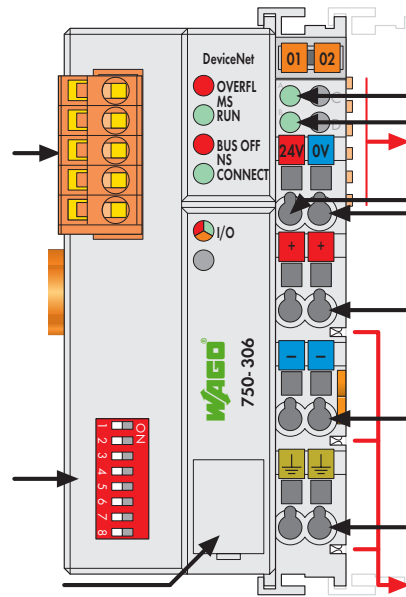 DeviceNet
OVERFL
MS
RUN
BUS OFF
NS
CONNECT
I/O
WAGO®
750-306
01 02
C
D
24V 0V
+ +
− −
ON
1
2
3
4
5
6
7
8